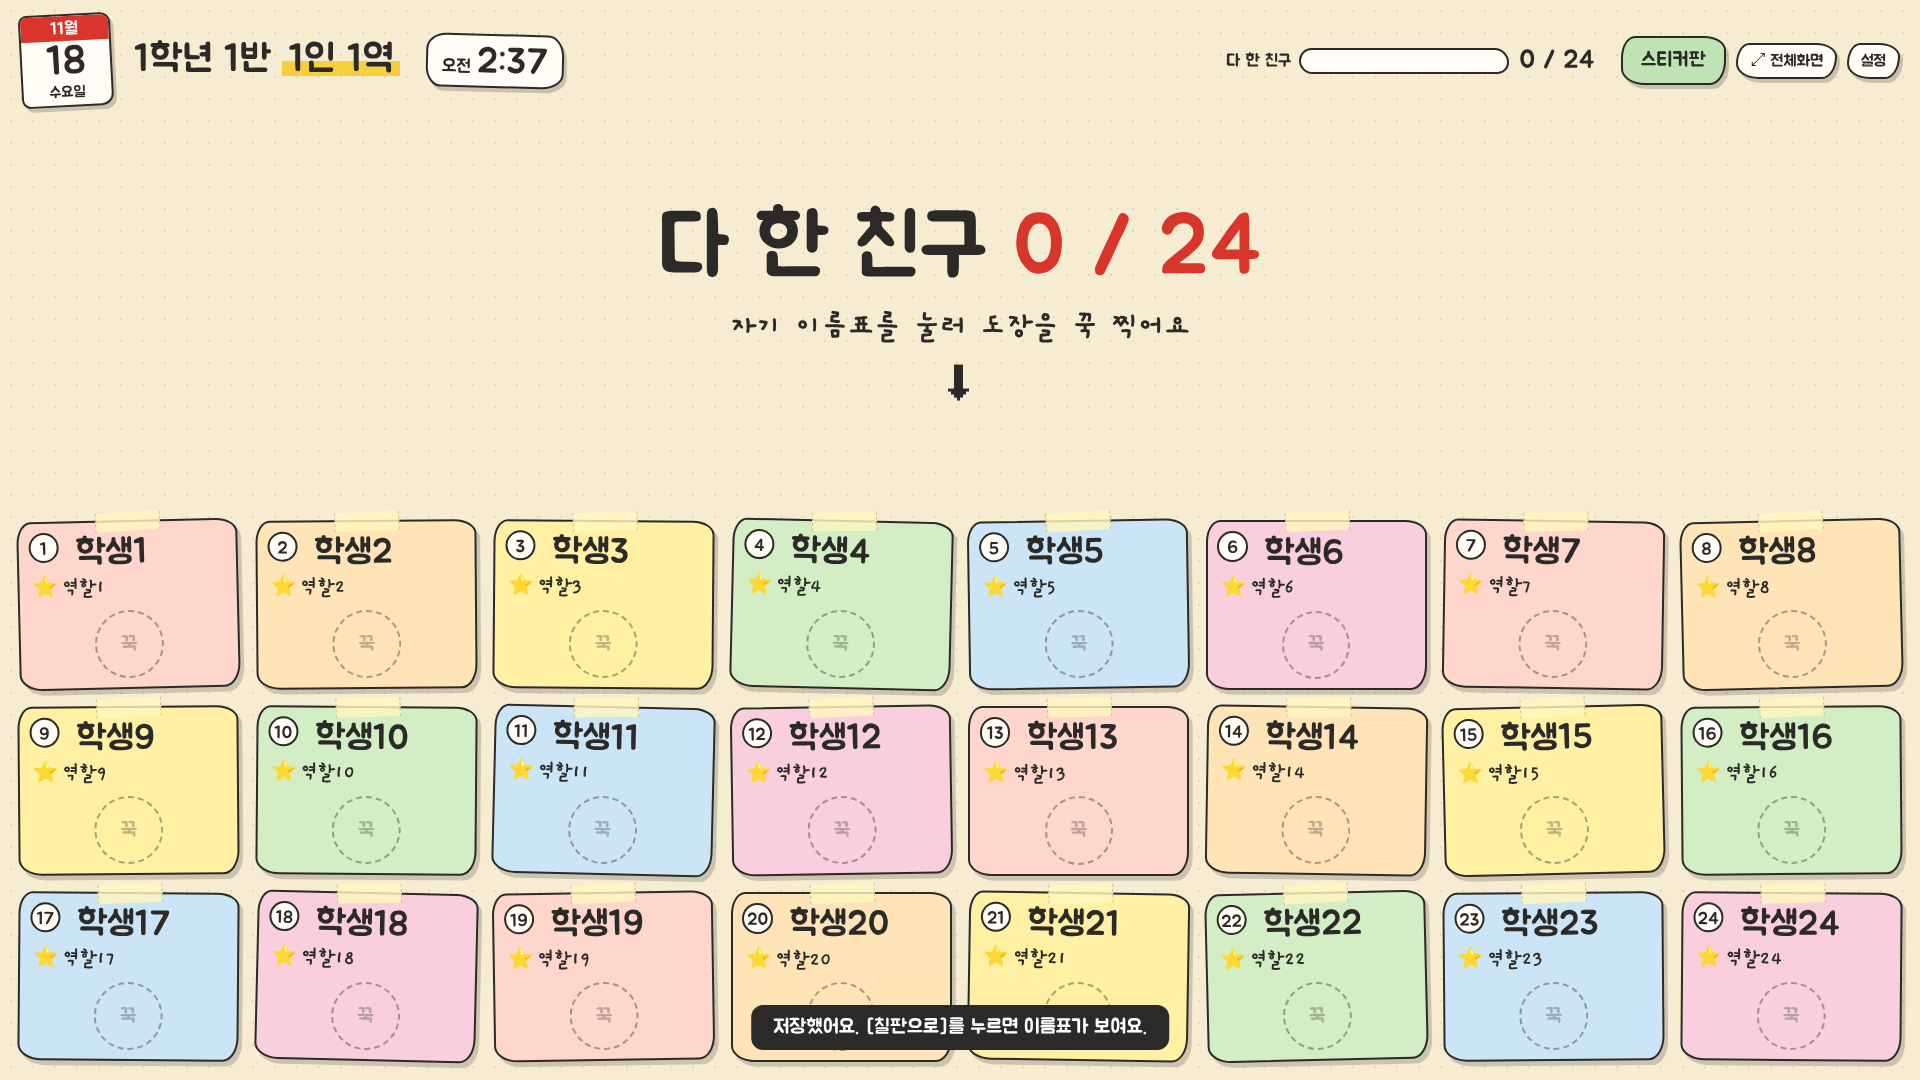 11월
18
수요일
1학년 1반 1인 1역
오전 2:37
다 한 친구 0 / 24
스티커판
전체화면
설정
다 한 친구 0 / 24
자기 이름표를 눌러 도장을 꾹 찍어요
1 학생1
역할1
꾹
2 학생2
역할2
꾹
3 학생3
역할3
꾹
4 학생4
역할4
꾹
5 학생5
역할5
꾹
6 학생6
역할6
꾹
7 학생7
역할7
꾹
8 학생8
역할8
꾹
9 학생9
역할9
꾹
10 학생10
역할10
꾹
11 학생11
역할11
꾹
12 학생12
역할12
꾹
13 학생13
역할13
꾹
14 학생14
역할14
꾹
15 학생15
역할15
꾹
16 학생16
역할16
꾹
17 학생17
역할17
꾹
18 학생18
역할18
꾹
19 학생19
역할19
꾹
20 학생20
역할20
21 학생21
역할21
22 학생22
역할22
꾹
23 학생23
역할23
꾹
24 학생24
역할24
꾹
저장했어요. [칠판으로]를 누르면 이름표가 보여요.